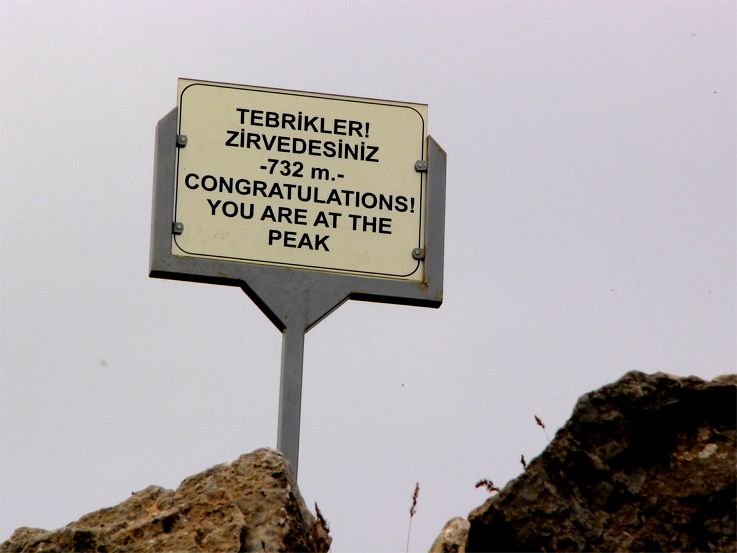 TEBRİKLER!
ZİRVEDESİNİZ
-732 m.-
CONGRATULATIONS!
YOU ARE AT THE
PEAK